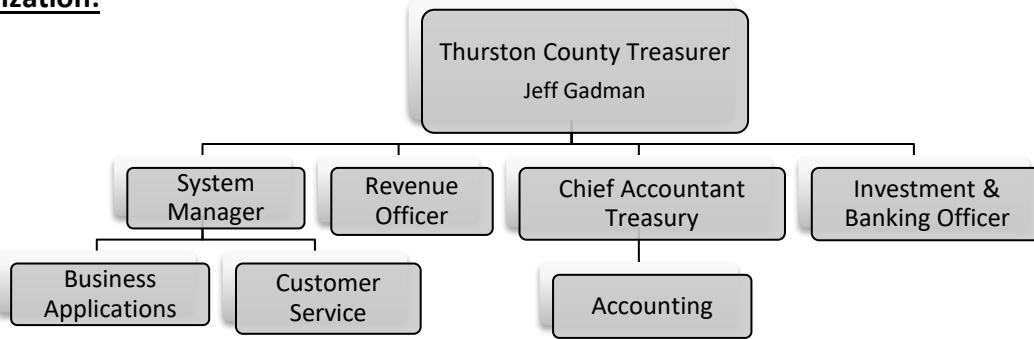 ization:
Thurston County Treasurer
Jeff Gadman
System
Manager
Revenue
Officer
Chief Accountant
Treasury
Investment &
Banking Officer
Business
Applications
Customer
Service
Accounting